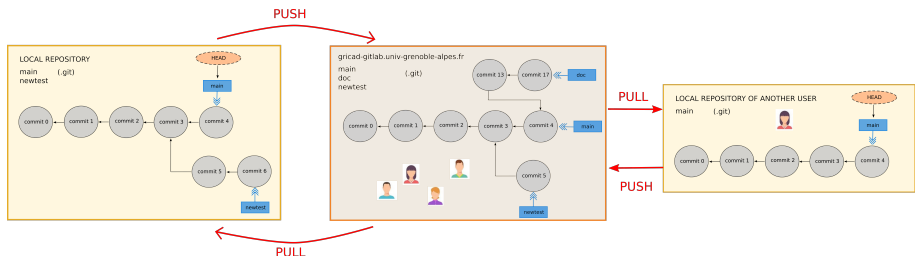 PUSH
LOCAL REPOSITORY
main (.git)
newtest
HEAD
main
commit 0
commit 1
commit 2
commit 3
commit 4
commit 5
commit 6
newtest
gricad-gitlab.univ-grenoble-alpes.fr
main (.git)
doc
newtest
commit 13
commit 17
doc
commit 0
commit 1
commit 2
commit 3
commit 4
main
commit 5
newtest
PULL
PUSH
LOCAL REPOSITORY OF ANOTHER USER
main (.git)
HEAD
main
commit 0
commit 1
commit 2
commit 3
commit 4
PULL